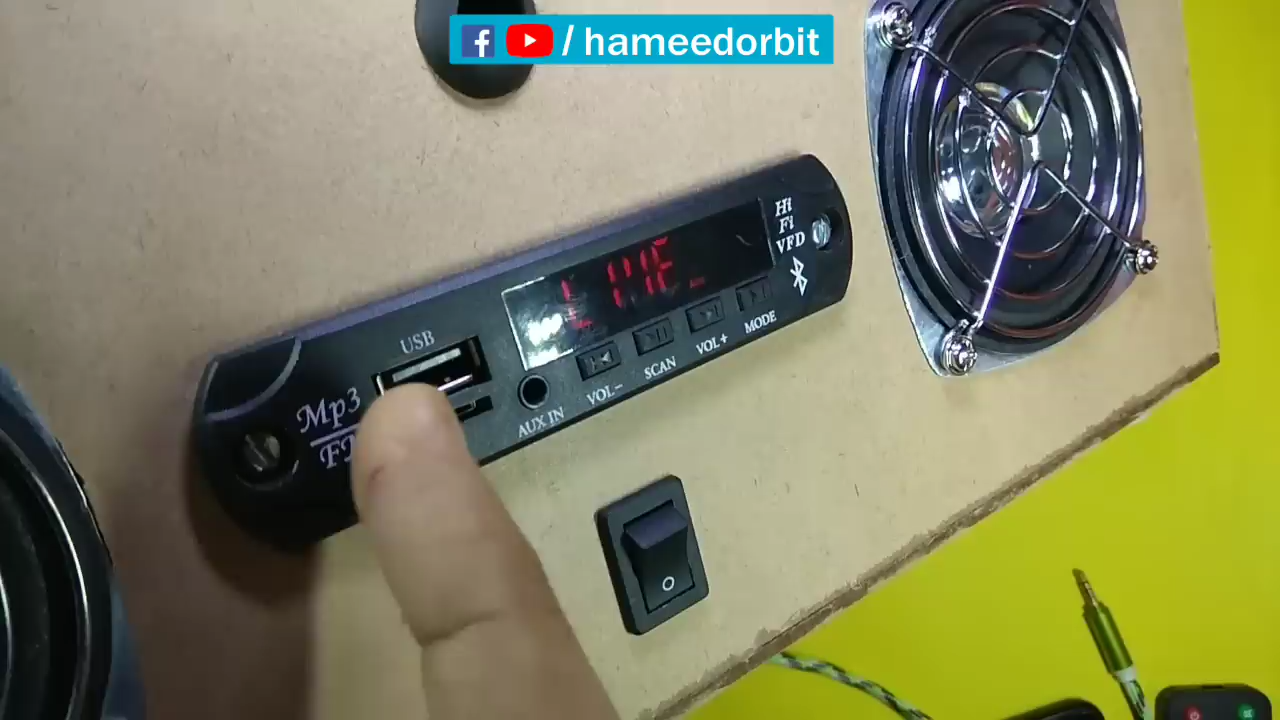 / hameedorbit
Hi
Fi
VFD
USB
Mp3
AUX IN
VOL-
SCAN
VOL+
MODE